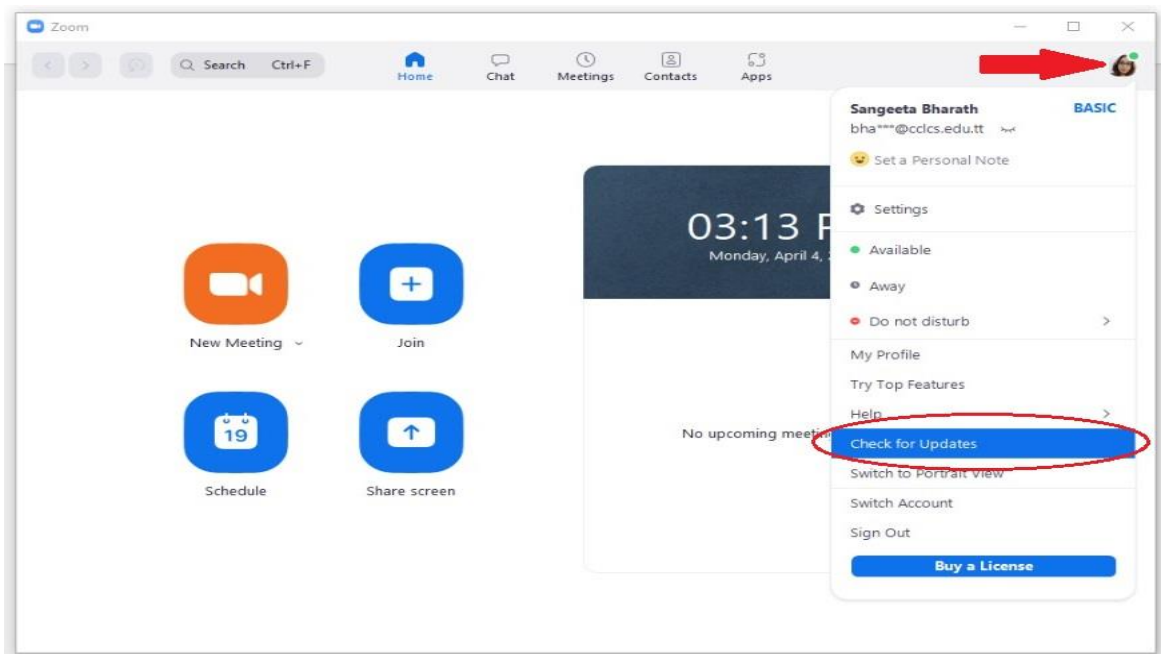 Zoom
Search Ctrl+F
Home
Chat
Meetings
Contacts
Apps
Sangeeta Bharath BASIC
bha***@cclcs.edu.tt
Set a Personal Note
Settings
Available
Away
Do not disturb
My Profile
Try Top Features
Help
Check for Updates
Switch to Portrait View
Switch Account
Sign Out
Buy a License
03:13
Monday, April 4,
No upcoming
New Meeting
Join
19
Schedule
Share screen